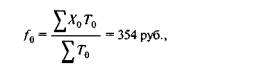 f₀ = ∑X₀T₀ / ∑T₀ = 354 руб.,